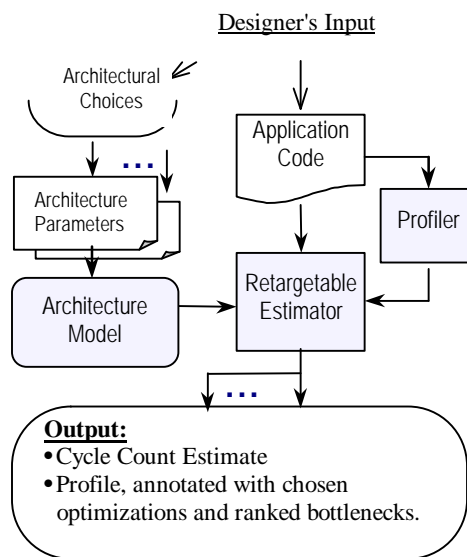 Designer's Input
Architectural
Choices
Application
Code
...
Architecture
Parameters
Profiler
Architecture
Model
Retargetable
Estimator
...
Output:
•Cycle Count Estimate
•Profile, annotated with chosen
optimizations and ranked bottlenecks.